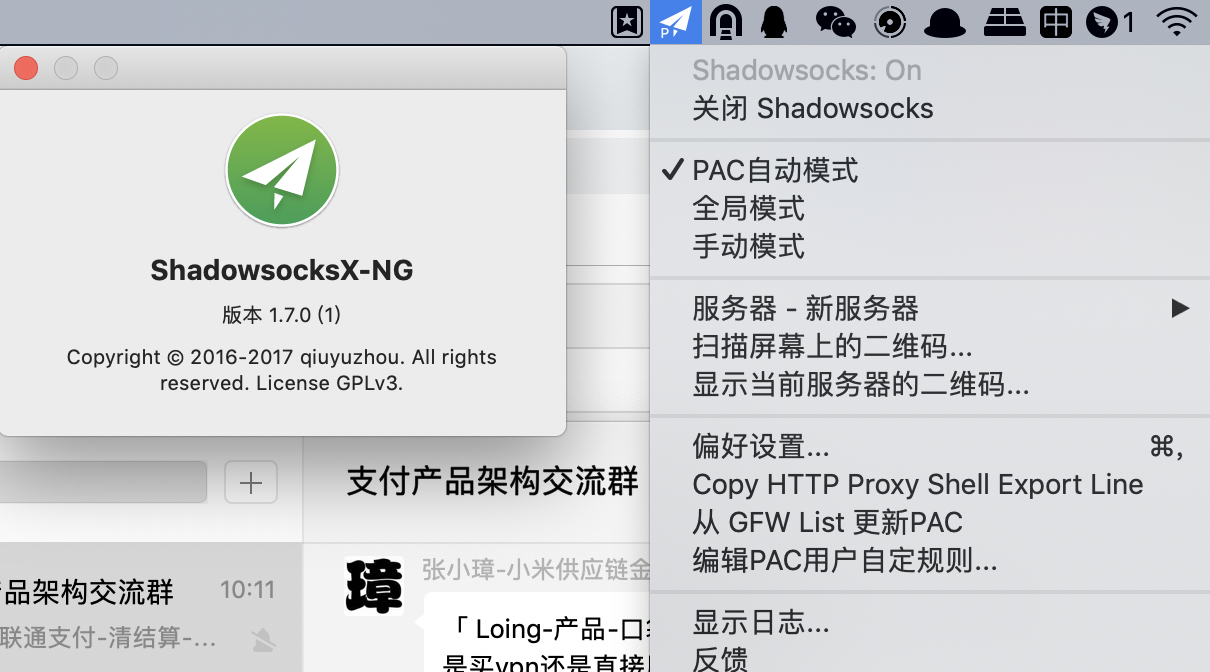 P
中
1
ShadowsocksX-NG
版本 1.7.0 (1)
Copyright © 2016-2017 qiuyuzhou. All rights
reserved. License GPLv3.
Shadowsocks: On
关闭 Shadowsocks
✓ PAC自动模式
全局模式
手动模式
服务器 - 新服务器
扫描屏幕上的二维码...
显示当前服务器的二维码...
偏好设置... ⌘,
Copy HTTP Proxy Shell Export Line
从 GFW List 更新PAC
编辑PAC用户自定规则...
显示日志...
反馈
品架构交流群 10:11
联通支付-清结算-...
支付产品架构交流群
璋
张小璋-小米供应链金
「 Loing-产品-口
是买vpn还是直接